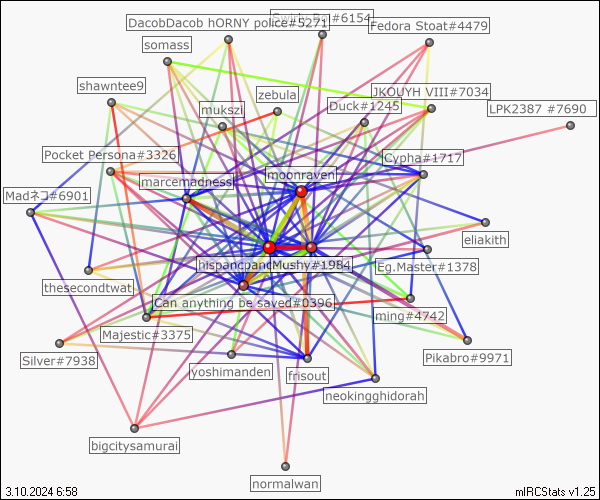 DacobDacob hORNY police#5271
#6154
Fedora Stoat#4479
somass
shawntee9
zebula
JKOUYH VIII#7034
mukszi
Duck#1245
LPK2387 #7690
Pocket Persona#3326
Cypha#1717
marcemadness
moonraven
Madネコ#6901
eliakith
hispanicpanda
Mushy#1984
Eg.Master#1378
thesecondtwat
Can anything be saved#0396
ming#4742
Majestic#3375
Silver#7938
yoshimanden
frisout
Pikabro#9971
neokingghidorah
bigcitysamurai
normalwan
3.10.2024 6:58
mIRCStats v1.25